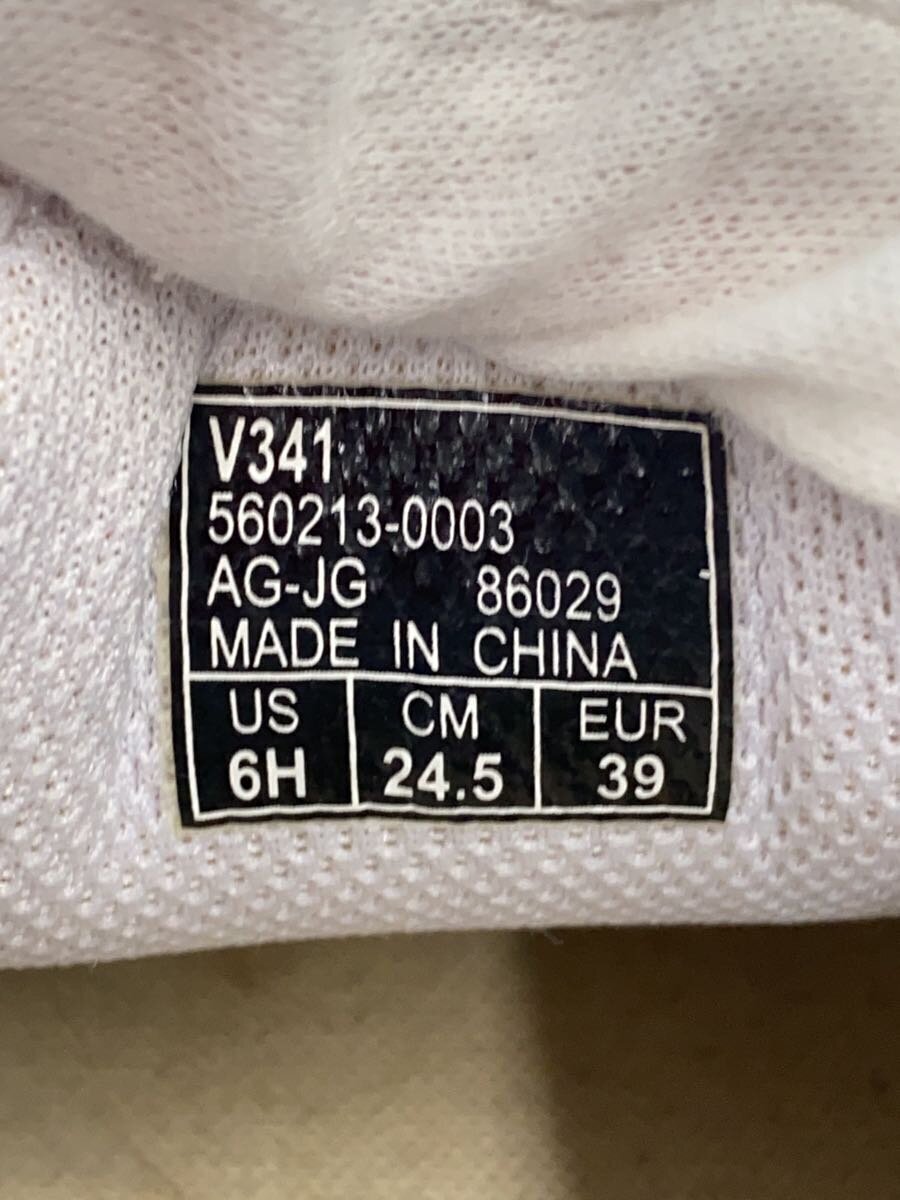 V341
560213-0003
AG-JG 86029
MADE IN CHINA
US CM EUR
6H 24.5 39